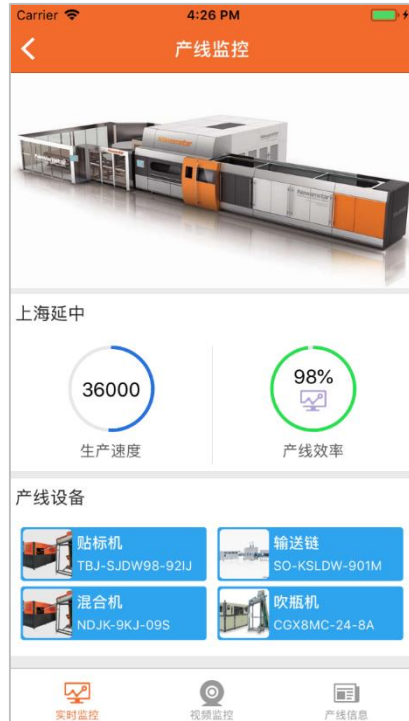 Carrier 4:26 PM
产线监控
Newamstar
Newamstar
Newamstar
上海延中
36000
98%
生产速度
产线效率
产线设备
贴标机
TBJ-SJDW98-92IJ
输送链
SO-KSLDW-901M
混合机
NDJK-9KJ-09S
吹瓶机
CGX8MC-24-8A
实时监控
视频监控
产线信息